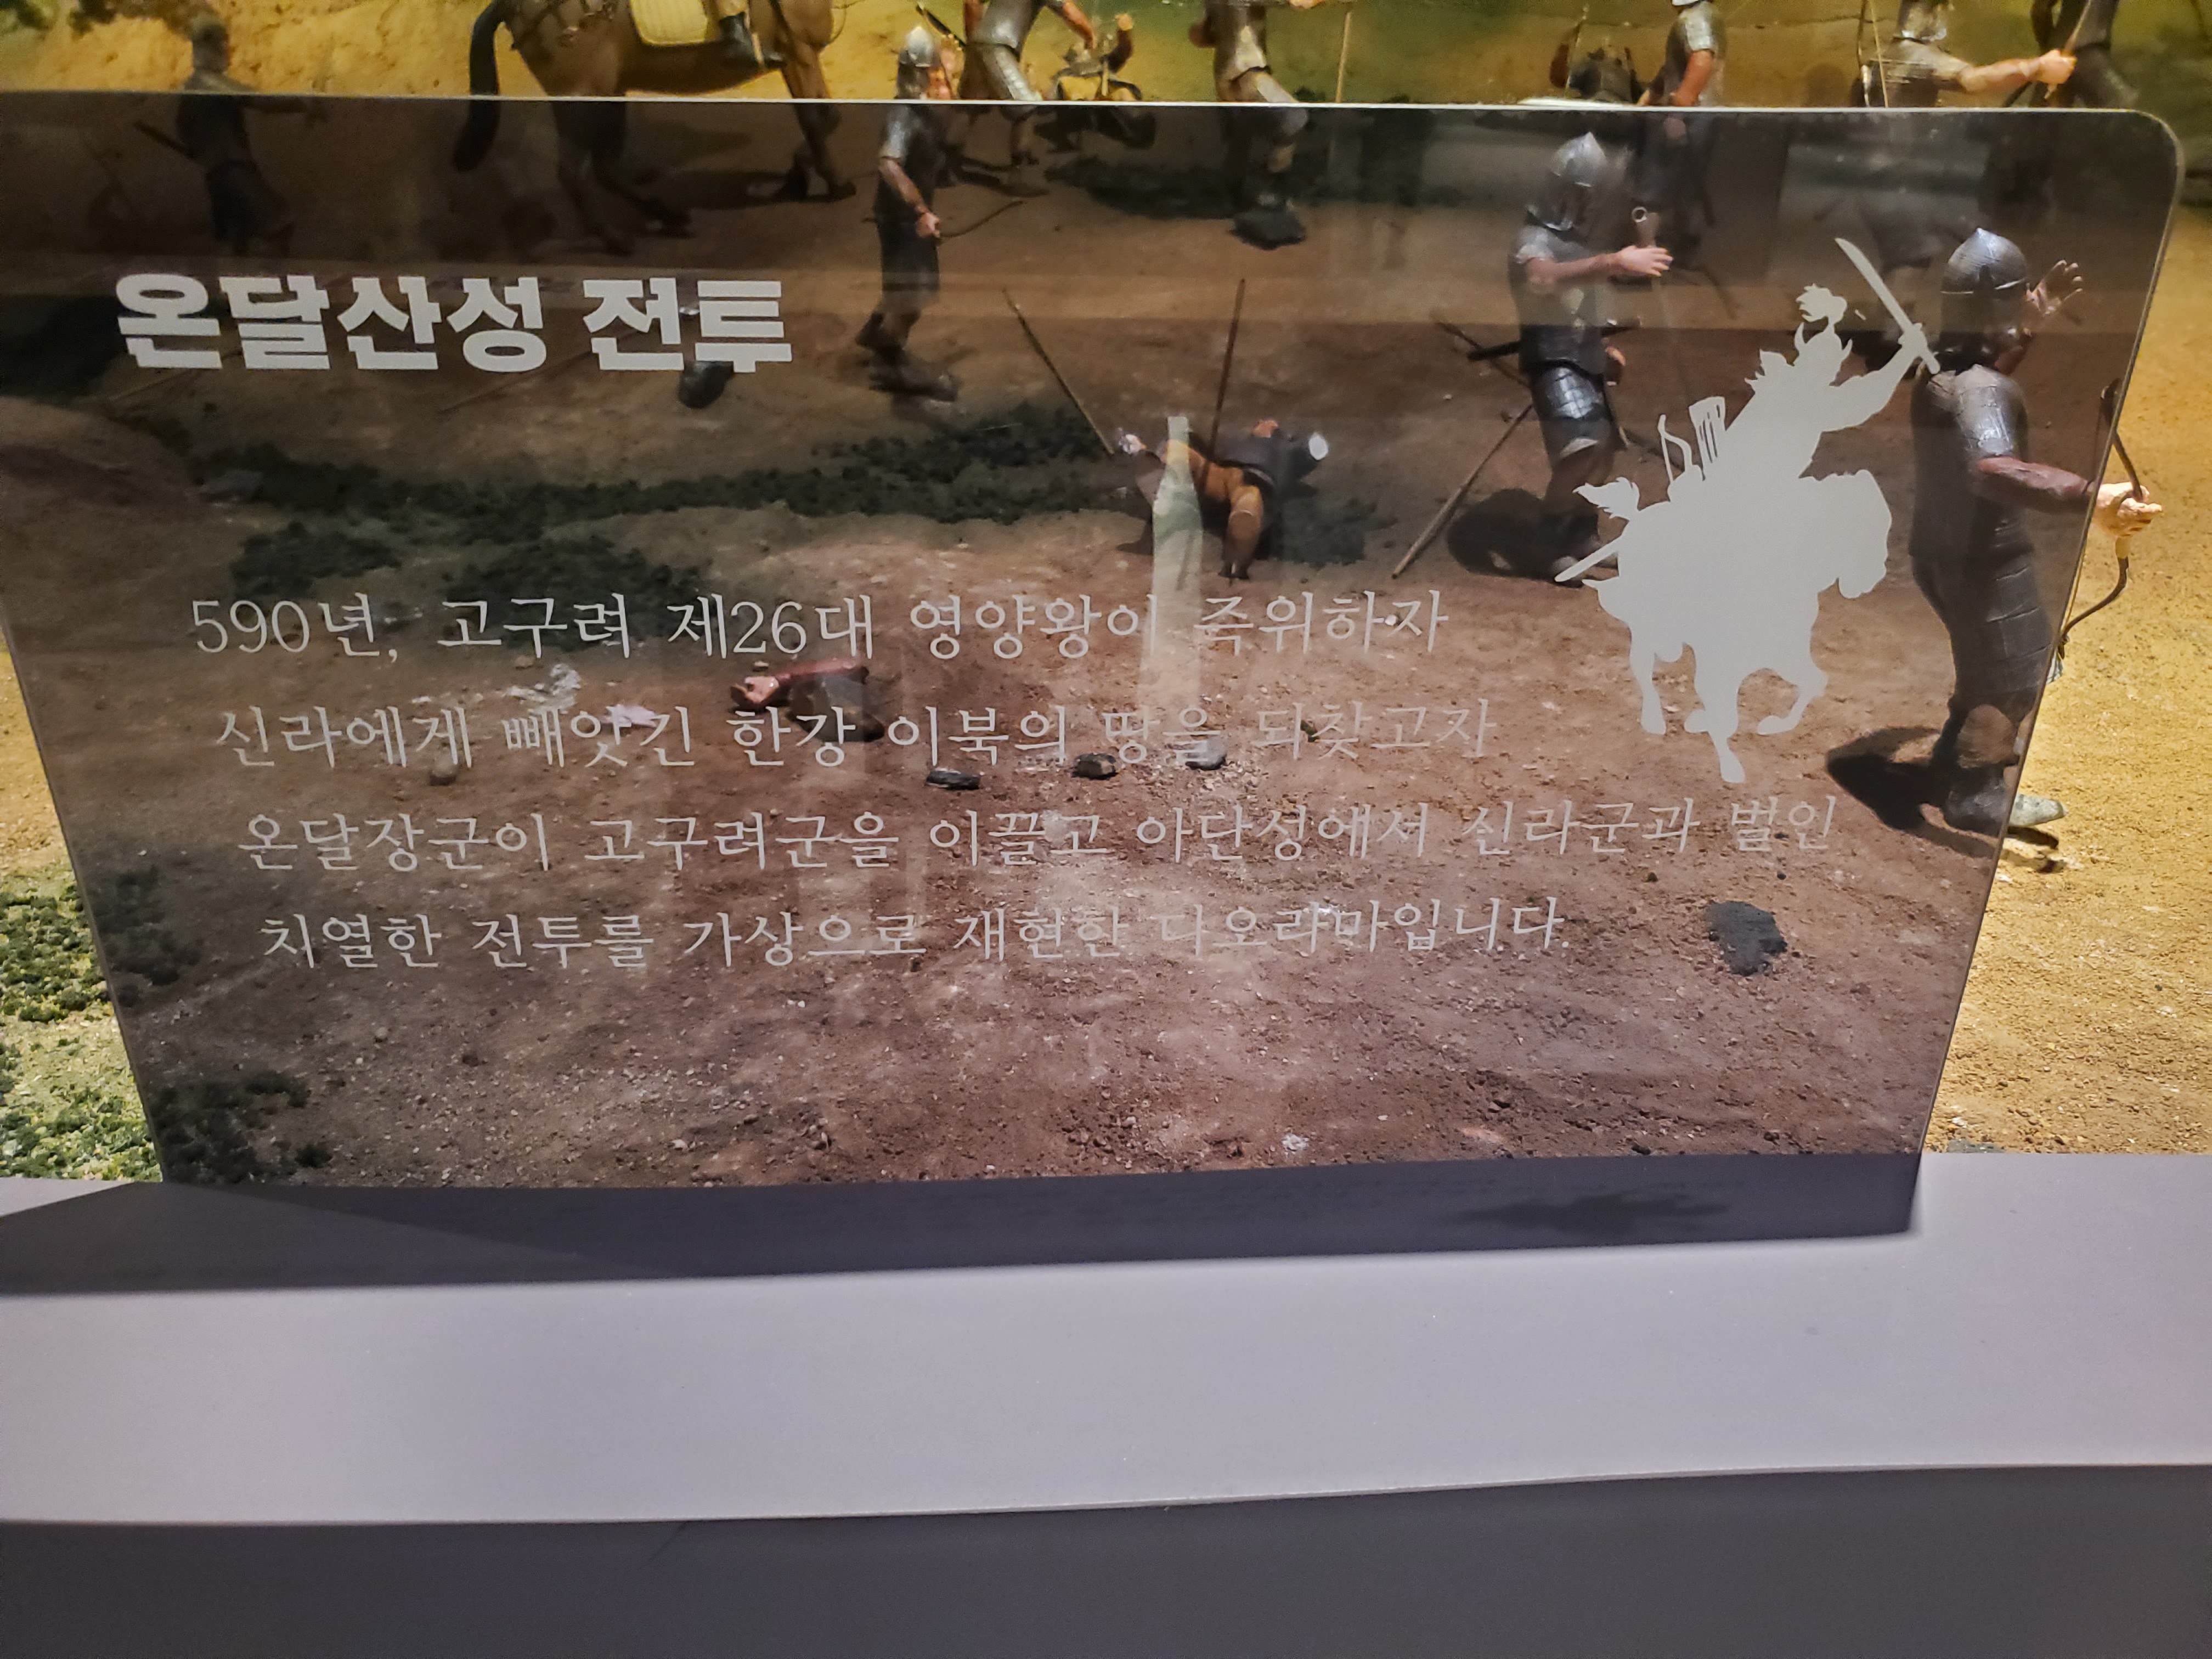 온달산성 전투
590년, 고구려 제26대 영양왕이 즉위하자
신라에게 빼앗긴 한강 이북의 땅을 되찾고자
온달장군이 고구려군을 이끌고 아단성에서 신라군과 벌인
치열한 전투를 가상으로 재현한 디오라마입니다.